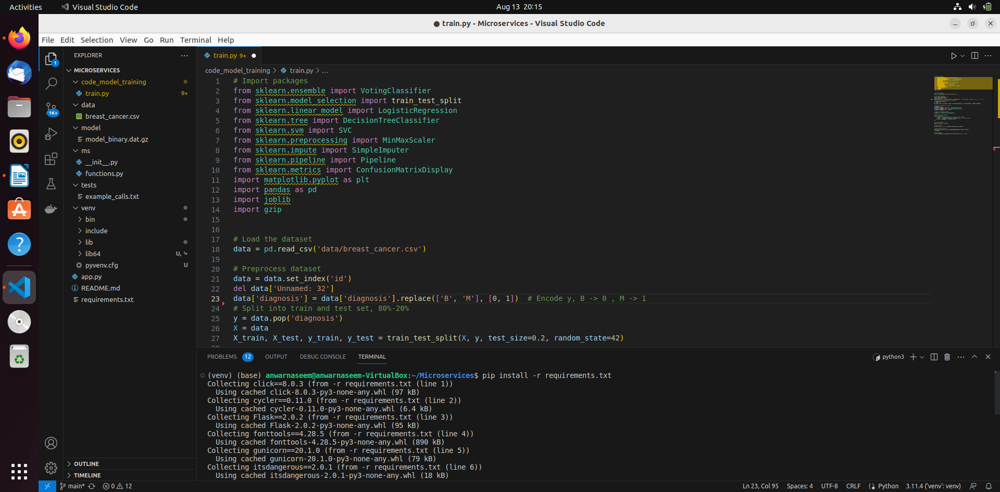 Activities
Visual Studio Code
Aug 13 20:15
● train.py - Microservices - Visual Studio Code
File Edit Selection View Go Run Terminal Help
EXPLORER
MICROSERVICES
code_model_training
train.py 9+
data
breast_cancer.csv
model
model_binary.dat.gz
ms
__init__.py
functions.py
tests
example_calls.txt
venv
bin
include
lib
lib64 U,
pyvenv.cfg U
app.py
README.md
requirements.txt
OUTLINE
TIMELINE
1
1K+
train.py 9+
code_model_training > train.py > ...
1 # Import packages
2 from sklearn.ensemble import VotingClassifier
3 from sklearn.model_selection import train_test_split
4 from sklearn.linear_model import LogisticRegression
5 from sklearn.tree import DecisionTreeClassifier
6 from sklearn.svm import SVC
7 from sklearn.preprocessing import MinMaxScaler
8 from sklearn.impute import SimpleImputer
9 from sklearn.pipeline import Pipeline
10 from sklearn.metrics import ConfusionMatrixDisplay
11 import matplotlib.pyplot as plt
12 import pandas as pd
13 import joblib
14 import gzip
15
16
17 # Load the dataset
18 data = pd.read_csv('data/breast_cancer.csv')
19
20 # Preprocess dataset
21 data = data.set_index('id')
22 del data['Unnamed: 32']
23 data['diagnosis'] = data['diagnosis'].replace(['B', 'M'], [0, 1])  # Encode y, B -> 0 , M -> 1
24 # Split into train and test set, 80%-20%
25 y = data.pop('diagnosis')
26 X = data
27 X_train, X_test, y_train, y_test = train_test_split(X, y, test_size=0.2, random_state=42)
PROBLEMS 12 OUTPUT DEBUG CONSOLE TERMINAL
python3
(venv) (base) anwarnaseem@anwarnaseem-VirtualBox:~/Microservices$ pip install -r requirements.txt
Collecting click==8.0.3 (from -r requirements.txt (line 1))
Using cached click-8.0.3-py3-none-any.whl (97 kB)
Collecting cycler==0.11.0 (from -r requirements.txt (line 2))
Using cached cycler-0.11.0-py3-none-any.whl (6.4 kB)
Collecting Flask==2.0.2 (from -r requirements.txt (line 3))
Using cached Flask-2.0.2-py3-none-any.whl (95 kB)
Collecting fonttools==4.28.5 (from -r requirements.txt (line 4))
Using cached fonttools-4.28.5-py3-none-any.whl (890 kB)
Collecting gunicorn==20.1.0 (from -r requirements.txt (line 5))
Using cached gunicorn-20.1.0-py3-none-any.whl (79 kB)
Collecting itsdangerous==2.0.1 (from -r requirements.txt (line 6))
Using cached itsdangerous-2.0.1-py3-none-any.whl (18 kB)
main* 0 12
Ln 23, Col 95 Spaces: 4 UTF-8 CRLF Python 3.11.4 ('venv': venv)